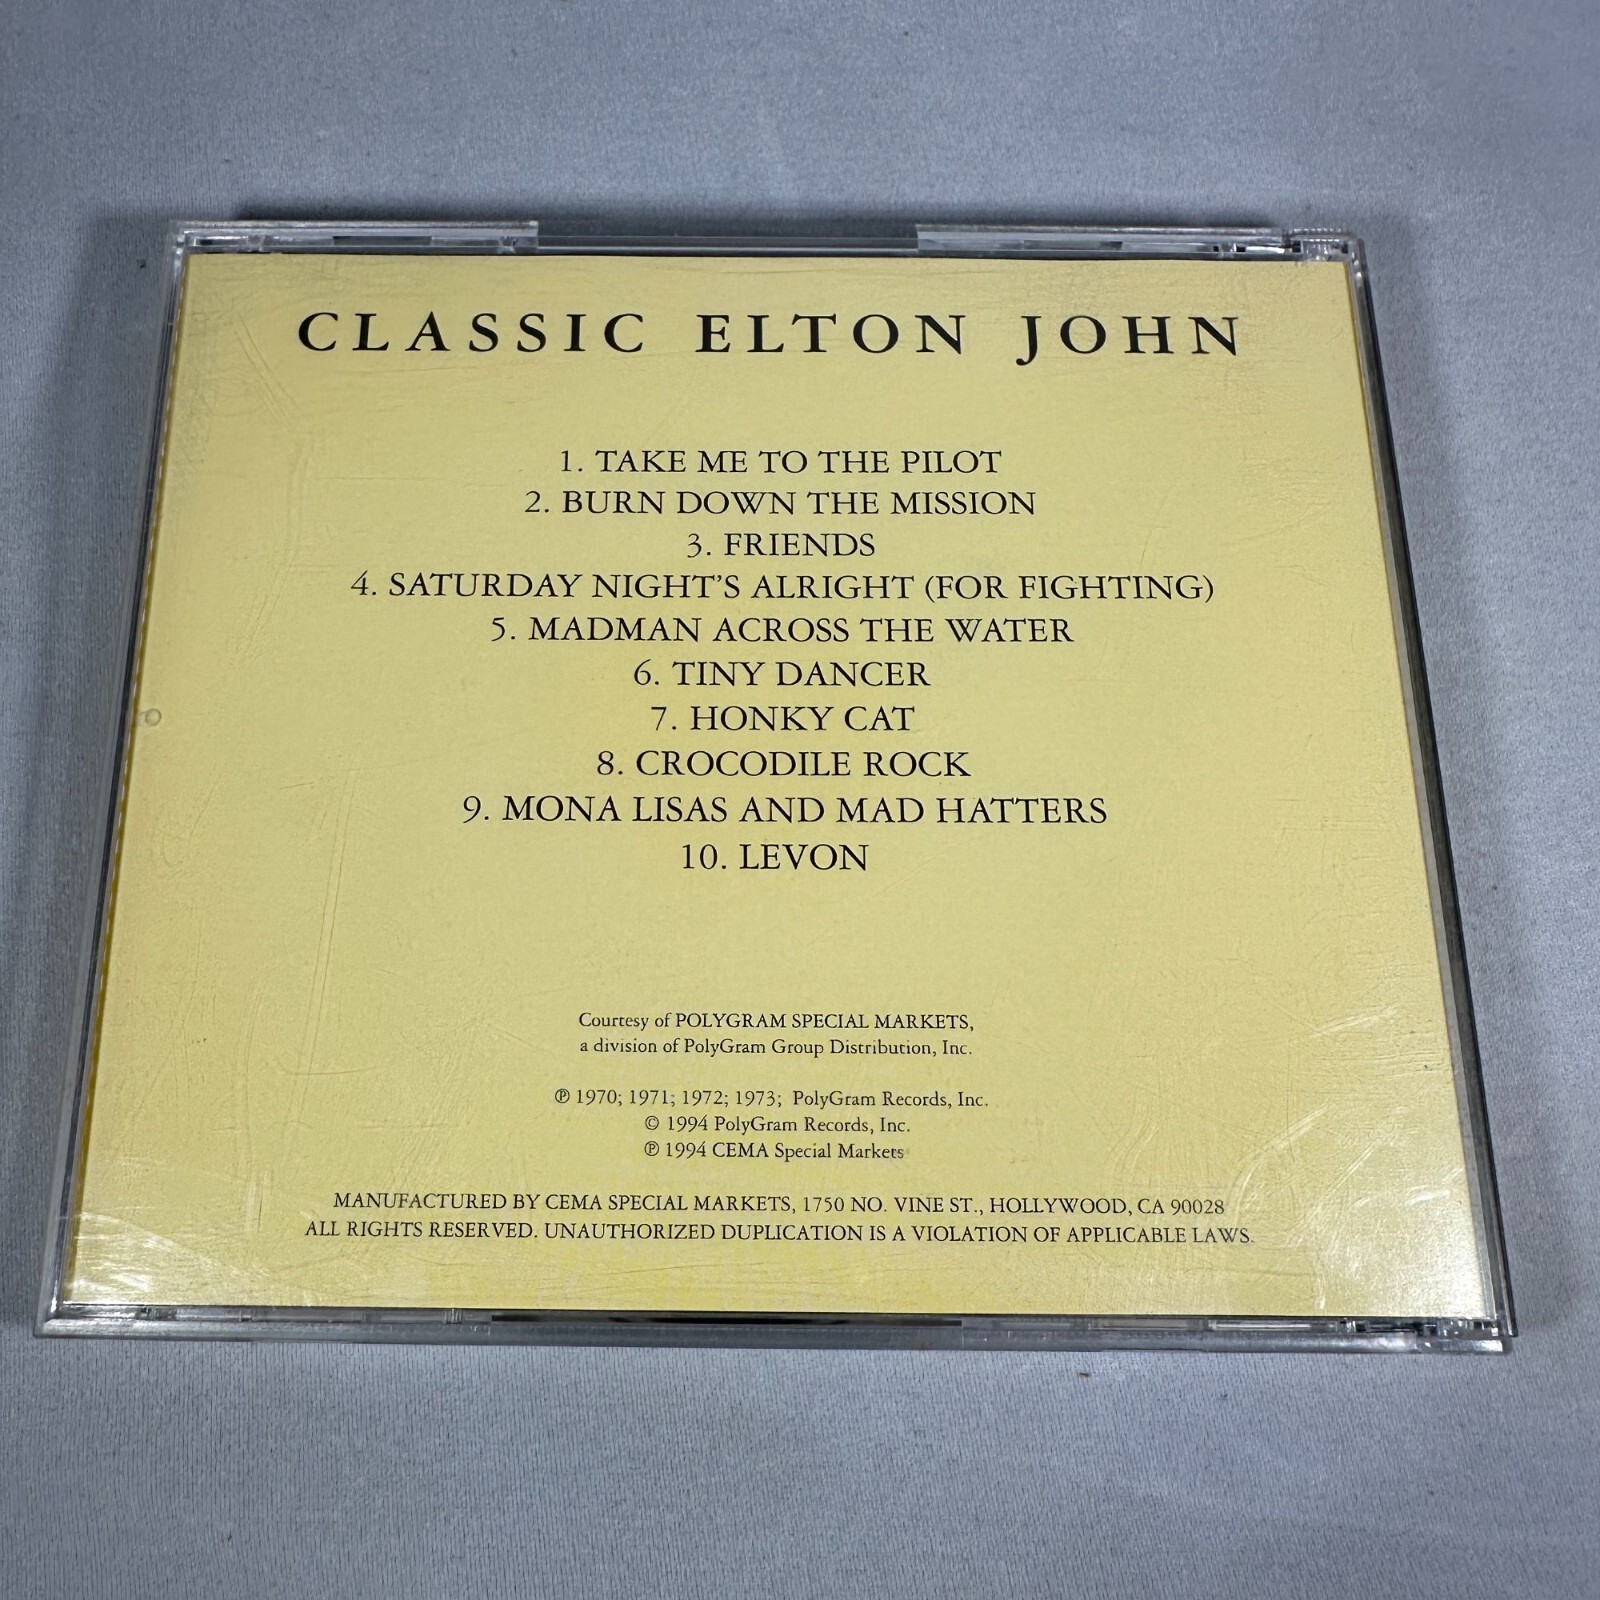 CLASSIC ELTON JOHN
1. TAKE ME TO THE PILOT
2. BURN DOWN THE MISSION
3. FRIENDS
4. SATURDAY NIGHT'S ALRIGHT (FOR FIGHTING)
5. MADMAN ACROSS THE WATER
6. TINY DANCER
7. HONKY CAT
8. CROCODILE ROCK
9. MONA LISAS AND MAD HATTERS
10. LEVON
Courtesy of POLYGRAM SPECIAL MARKETS,
a division of PolyGram Group Distribution, Inc.
℗ 1970; 1971; 1972; 1973; PolyGram Records, Inc.
© 1994 PolyGram Records, Inc.
℗ 1994 CEMA Special Markets
MANUFACTURED BY CEMA SPECIAL MARKETS, 1750 NO. VINE ST., HOLLYWOOD, CA 90028
ALL RIGHTS RESERVED. UNAUTHORIZED DUPLICATION IS A VIOLATION OF APPLICABLE LAWS.